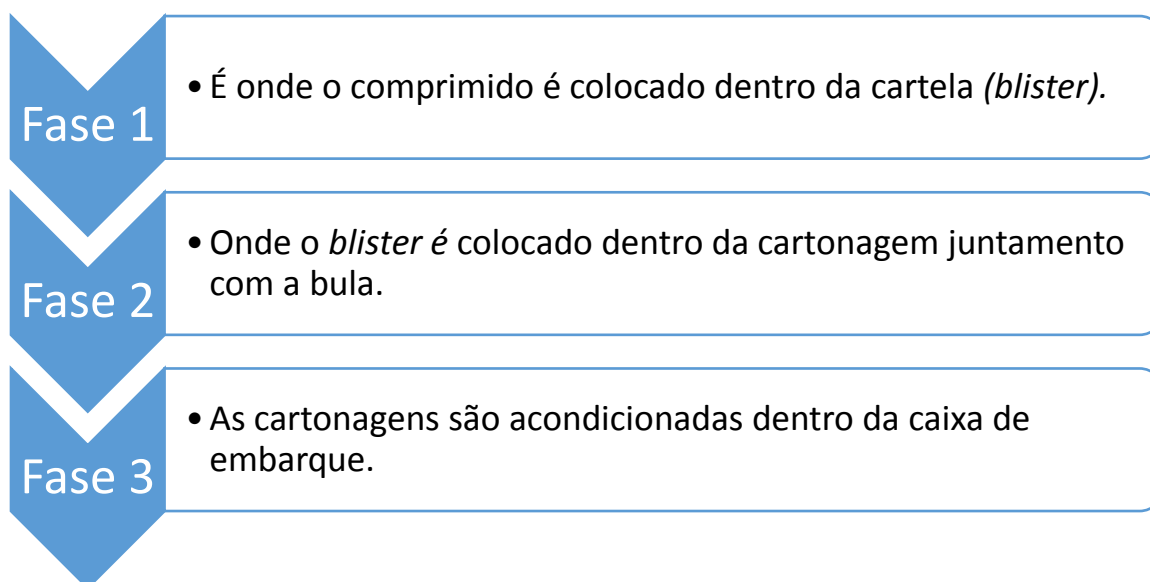 Fase 1
• É onde o comprimido é colocado dentro da cartela (blister).
Fase 2
• Onde o blister é colocado dentro da cartonagem juntamento
com a bula.
Fase 3
• As cartonagens são acondicionadas dentro da caixa de
embarque.